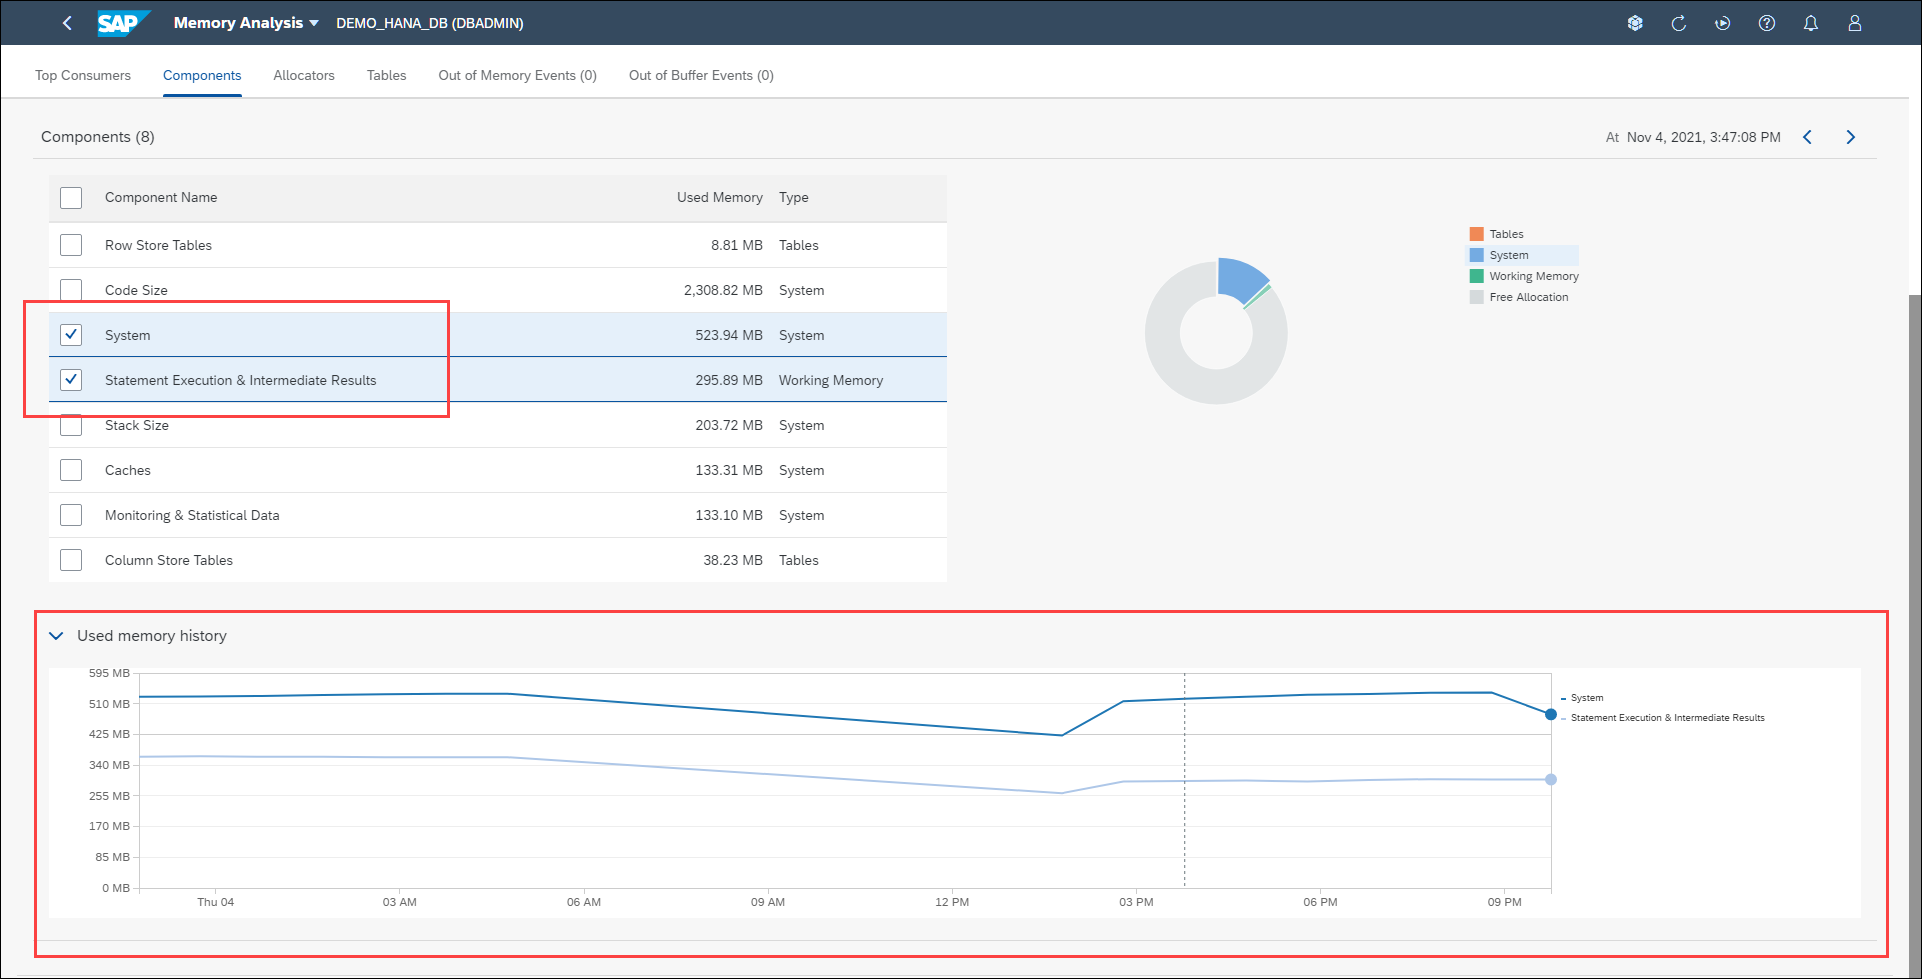 SAP Memory Analysis DEMO_HANA_DB (DBADMIN)
Top Consumers Components Allocators Tables Out of Memory Events (0) Out of Buffer Events (0)
Components (8) At Nov 4, 2021, 3:47:08 PM
Component Name Used Memory Type
Row Store Tables 8.81 MB Tables
Code Size 2,308.82 MB System
System 523.94 MB System
Statement Execution & Intermediate Results 295.89 MB Working Memory
Stack Size 203.72 MB System
Caches 133.31 MB System
Monitoring & Statistical Data 133.10 MB System
Column Store Tables 38.23 MB Tables
Tables
System
Working Memory
Free Allocation
Used memory history
595 MB
510 MB
425 MB
340 MB
255 MB
170 MB
85 MB
0 MB
Thu 04 03 AM 06 AM 09 AM 12 PM 03 PM 06 PM 09 PM
System
Statement Execution & Intermediate Results